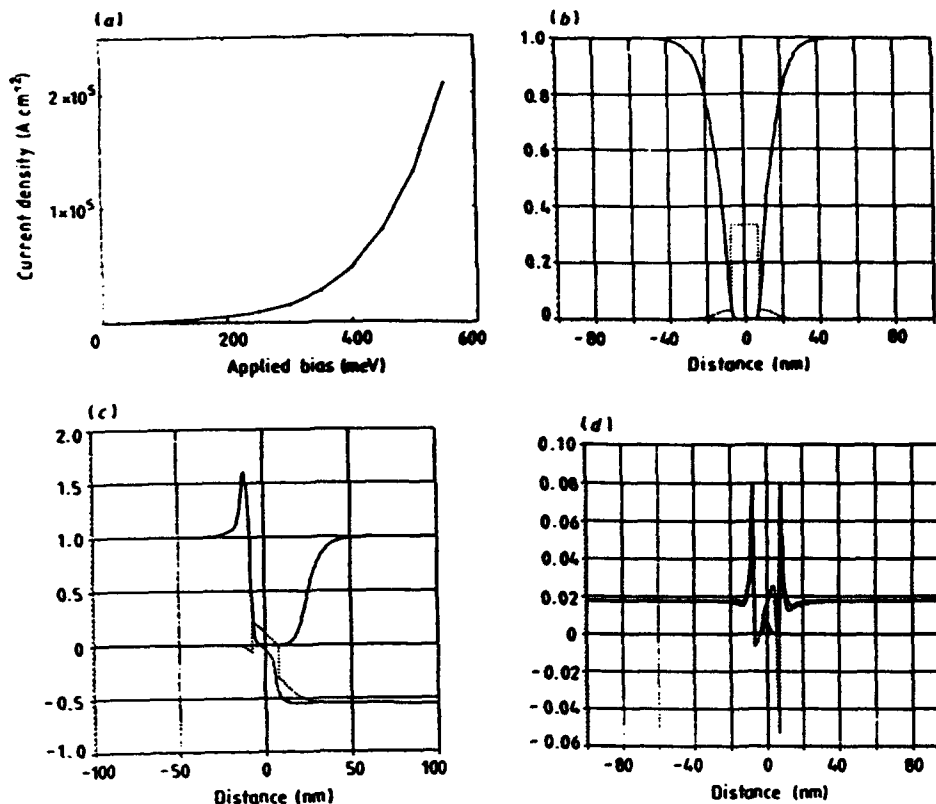 (a)
Current density (A cm⁺²)
2×10⁵
1×10⁵
0 200 400 600
Applied bias (meV)
(b)
1.0
0.8
0.6
0.4
0.2
0
-80 -40 0 40 80
Distance (nm)
(c)
2.0
1.5
1.0
0.5
0
-0.5
-1.0
-100 -50 0 50 100
Distance (nm)
(d)
0.10
0.08
0.06
0.04
0.02
0
-0.02
-0.04
-0.06
-80 -40 0 40 80
Distance (nm)